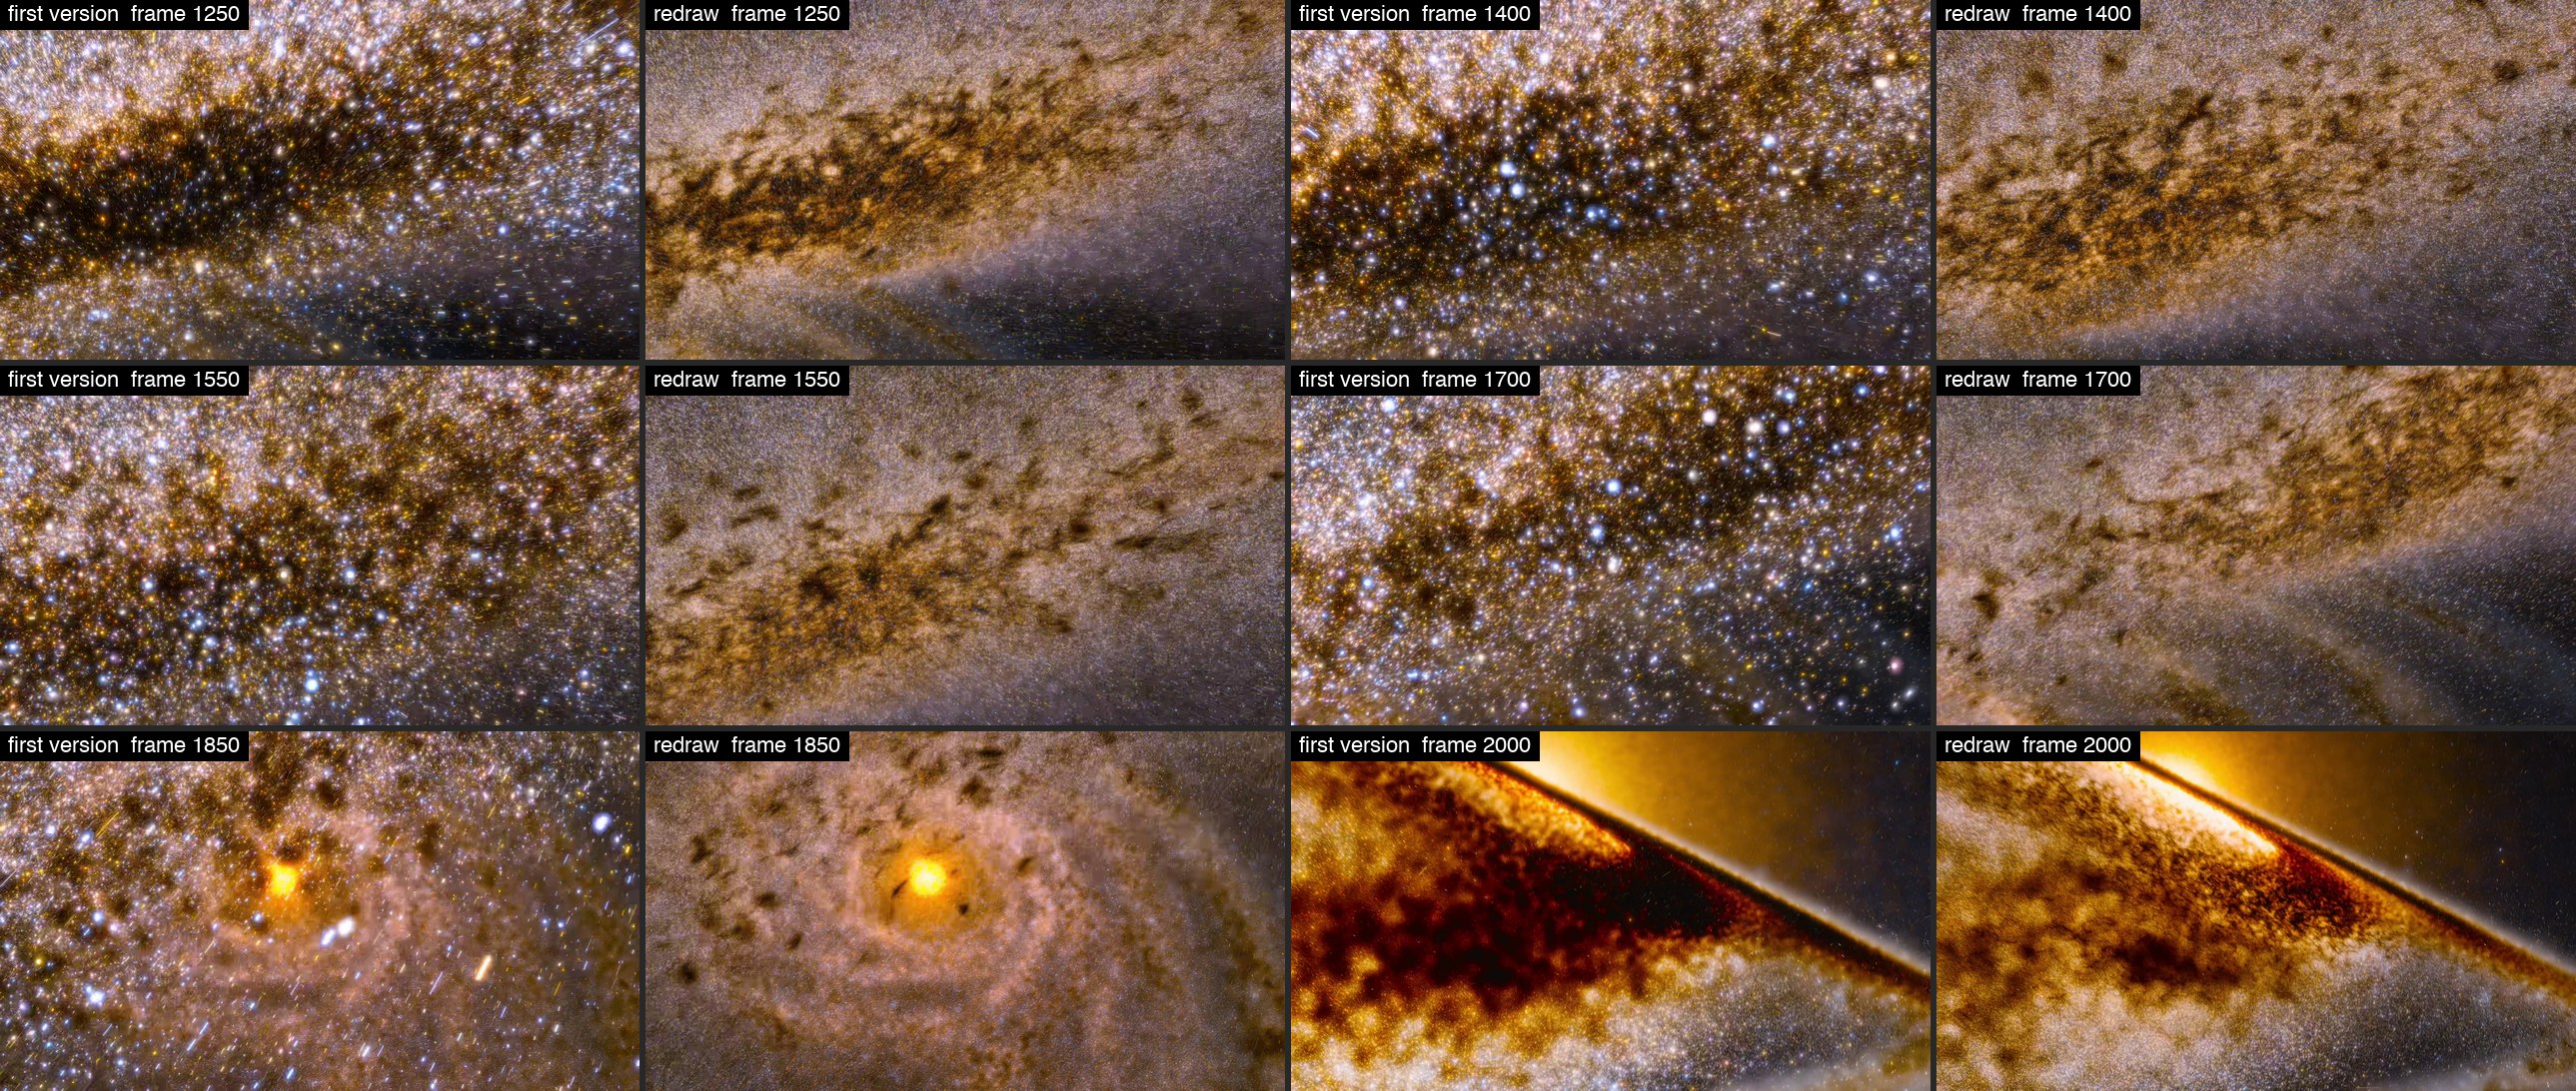 first version  frame 1250
redraw  frame 1250
first version  frame 1400
redraw  frame 1400
first version  frame 1550
redraw  frame 1550
first version  frame 1700
redraw  frame 1700
first version  frame 1850
redraw  frame 1850
first version  frame 2000
redraw  frame 2000